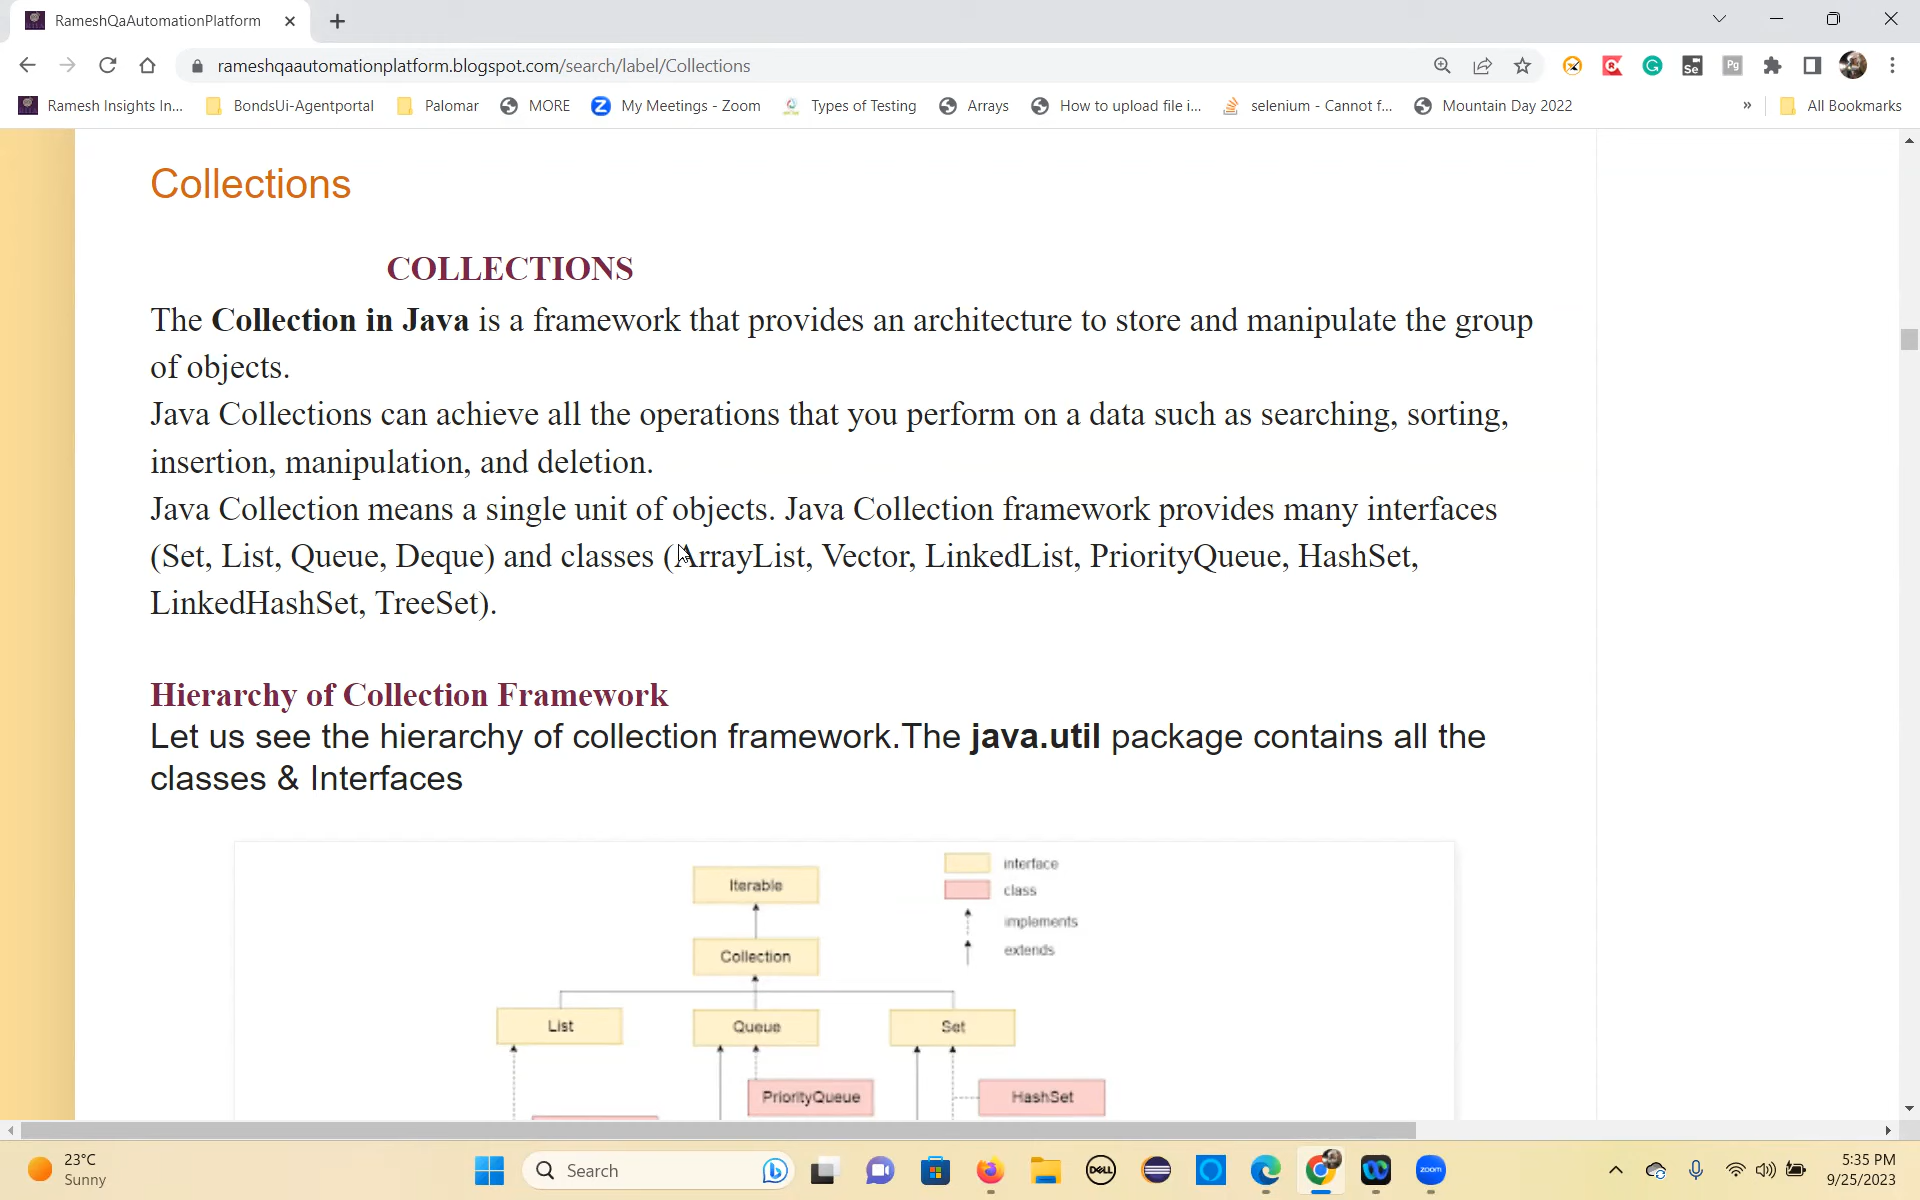 RameshQaAutomationPlatform
rameshqaautomationplatform.blogspot.com/search/label/Collections
Ramesh Insights In... BondsUi-Agentportal Palomar MORE My Meetings - Zoom Types of Testing Arrays How to upload file i... selenium - Cannot f... Mountain Day 2022 » All Bookmarks
Collections
COLLECTIONS
The Collection in Java is a framework that provides an architecture to store and manipulate the group
of objects.
Java Collections can achieve all the operations that you perform on a data such as searching, sorting,
insertion, manipulation, and deletion.
Java Collection means a single unit of objects. Java Collection framework provides many interfaces
(Set, List, Queue, Deque) and classes (ArrayList, Vector, LinkedList, PriorityQueue, HashSet,
LinkedHashSet, TreeSet).
Hierarchy of Collection Framework
Let us see the hierarchy of collection framework.The java.util package contains all the
classes & Interfaces
interface
Iterable
class
implements
Collection
extends
List Queue Set
PriorityQueue HashSet
23°C
Sunny
Search
DELL
zoom
5:35 PM
9/25/2023